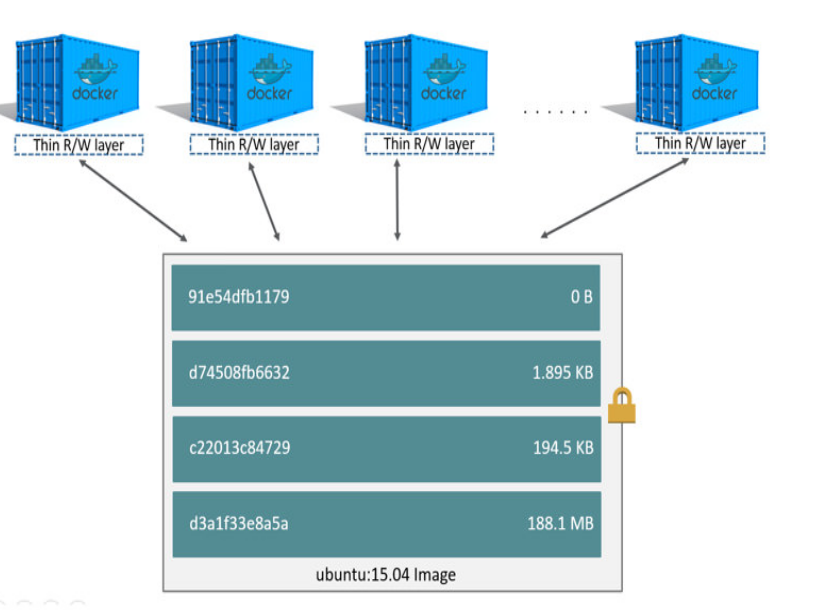 docker docker docker docker
. . . . . .
Thin R/W layer Thin R/W layer Thin R/W layer Thin R/W layer
91e54dfb1179 0 B
d74508fb6632 1.895 KB
c22013c84729 194.5 KB
d3a1f33e8a5a 188.1 MB
ubuntu:15.04 Image